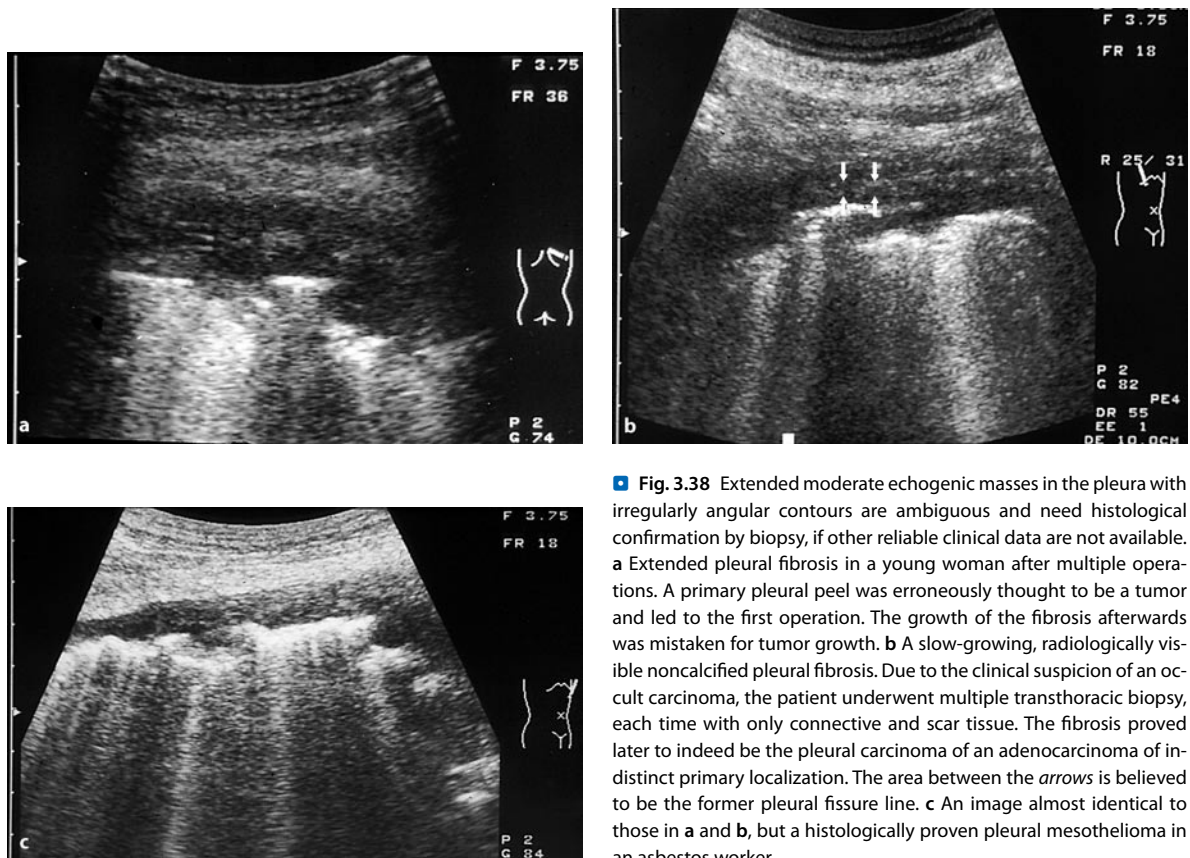 F 3.75
FR 36
P 2
G 74
a
F 3.75
FR 18
R 25/ 31
P 2
G 82
PE4
DR 55
EE 1
DE 10.0CM
b
F 3.75
FR 18
P 2
G 84
c
Fig. 3.38 Extended moderate echogenic masses in the pleura with
irregularly angular contours are ambiguous and need histological
confirmation by biopsy, if other reliable clinical data are not available.
a Extended pleural fibrosis in a young woman after multiple opera-
tions. A primary pleural peel was erroneously thought to be a tumor
and led to the first operation. The growth of the fibrosis afterwards
was mistaken for tumor growth. b A slow-growing, radiologically vis-
ible noncalcified pleural fibrosis. Due to the clinical suspicion of an oc-
cult carcinoma, the patient underwent multiple transthoracic biopsy,
each time with only connective and scar tissue. The fibrosis proved
later to indeed be the pleural carcinoma of an adenocarcinoma of in-
distinct primary localization. The area between the arrows is believed
to be the former pleural fissure line. c An image almost identical to
those in a and b, but a histologically proven pleural mesothelioma in
an asbestos worker